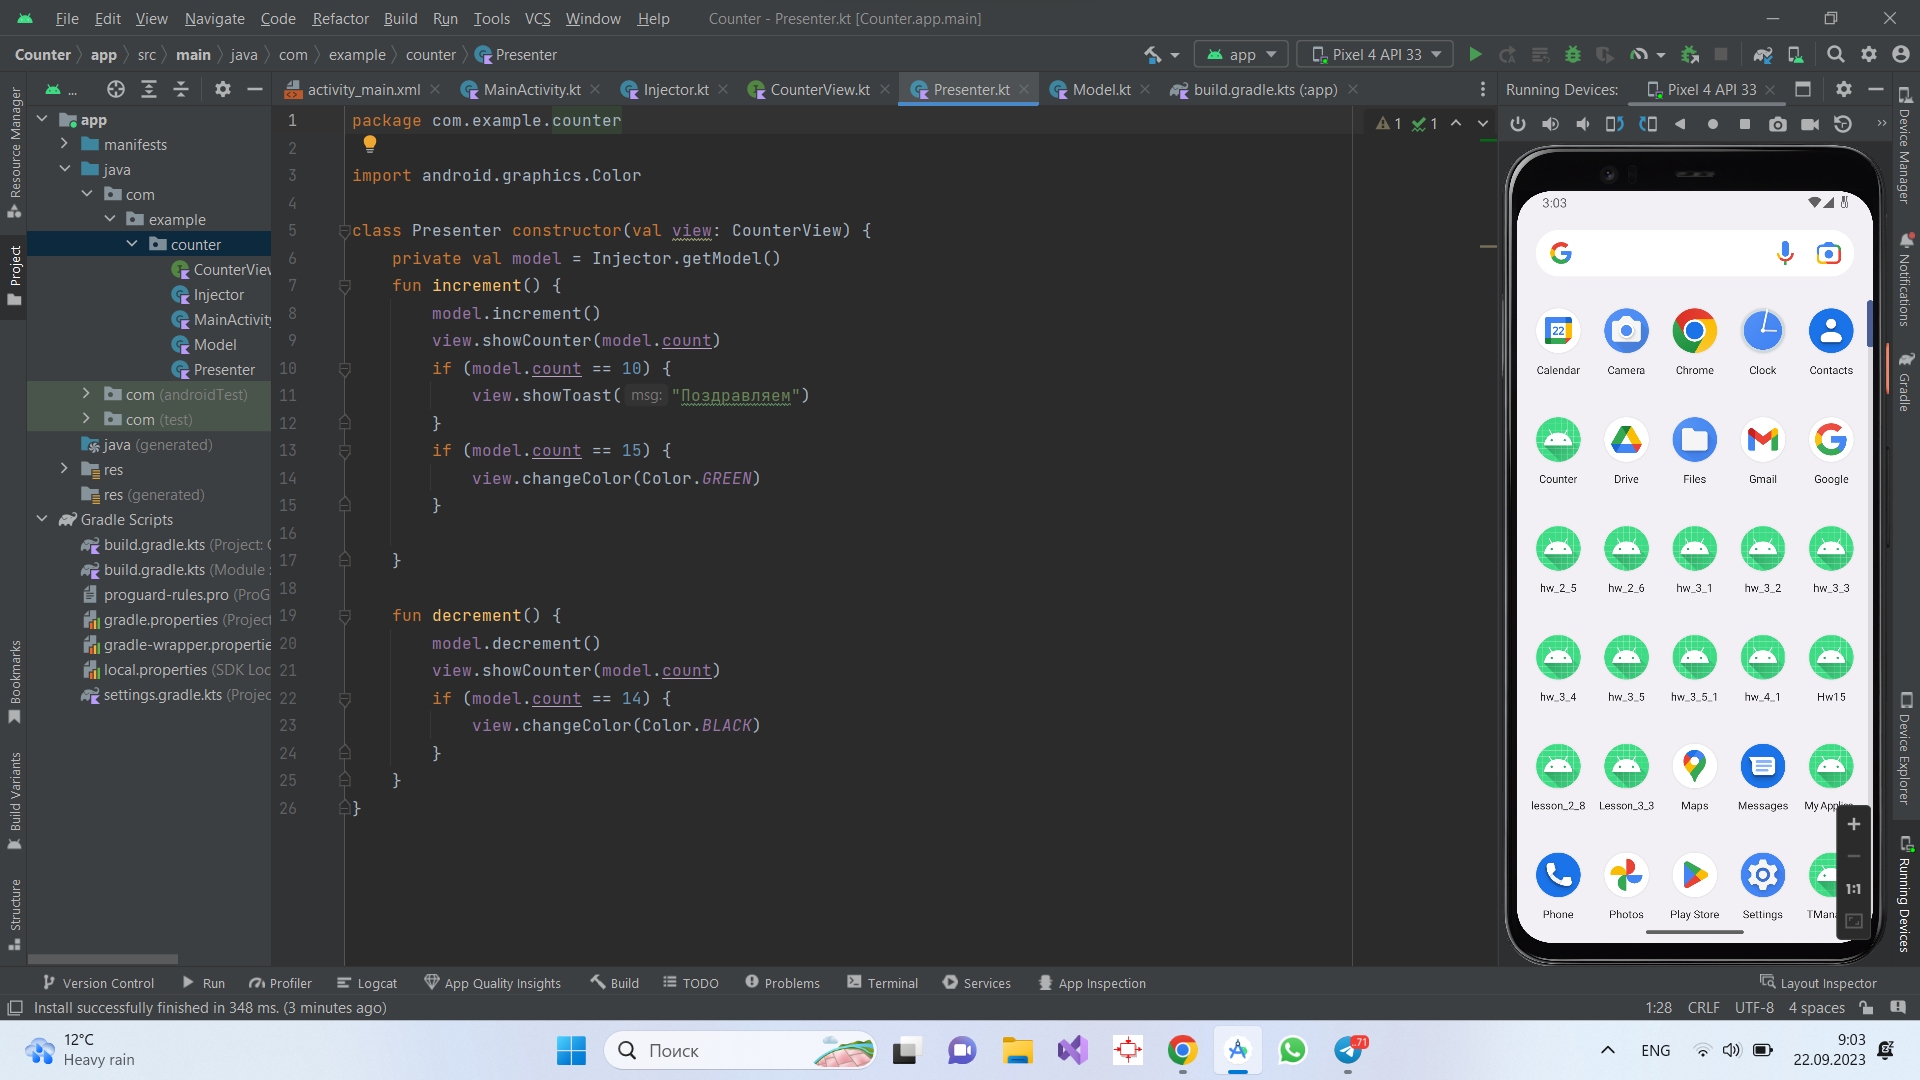 File Edit View Navigate Code Refactor Build Run Tools VCS Window Help Counter - Presenter.kt [Counter.app.main]
Counter app src main java com example counter Presenter
app Pixel 4 API 33
... activity_main.xml MainActivity.kt Injector.kt CounterView.kt Presenter.kt Model.kt build.gradle.kts (:app) Running Devices: Pixel 4 API 33
Resource Manager
Project
Bookmarks
Build Variants
Structure
app
manifests
java
com
example
counter
CounterView
Injector
MainActivity
Model
Presenter
com (androidTest)
com (test)
java (generated)
res
res (generated)
Gradle Scripts
build.gradle.kts (Project: C
build.gradle.kts (Module :
proguard-rules.pro (ProG
gradle.properties (Project
gradle-wrapper.propertie
local.properties (SDK Loc
settings.gradle.kts (Projec
1 package com.example.counter
2
3 import android.graphics.Color
4
5 class Presenter constructor(val view: CounterView) {
6 private val model = Injector.getModel()
7 fun increment() {
8 model.increment()
9 view.showCounter(model.count)
10 if (model.count == 10) {
11 view.showToast( msg: "Поздравляем")
12 }
13 if (model.count == 15) {
14 view.changeColor(Color.GREEN)
15 }
16
17 }
18
19 fun decrement() {
20 model.decrement()
21 view.showCounter(model.count)
22 if (model.count == 14) {
23 view.changeColor(Color.BLACK)
24 }
25 }
26 }
1 1
3:03
22
Calendar Camera Chrome Clock Contacts
Counter Drive Files Gmail Google
hw_2_5 hw_2_6 hw_3_1 hw_3_2 hw_3_3
hw_3_4 hw_3_5 hw_3_5_1 hw_4_1 Hw15
lesson_2_8 Lesson_3_3 Maps Messages My Applic
Phone Photos Play Store Settings TMana
1:1
Device Manager
Notifications
Gradle
Device Explorer
Running Devices
Version Control Run Profiler Logcat App Quality Insights Build TODO Problems Terminal Services App Inspection Layout Inspector
Install successfully finished in 348 ms. (3 minutes ago) 1:28 CRLF UTF-8 4 spaces
12°C
Heavy rain
Поиск
71
ENG
9:03
22.09.2023